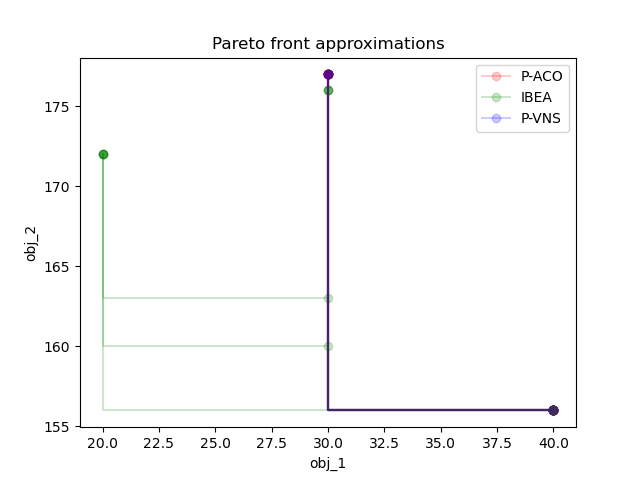 Pareto front approximations
P-ACO
IBEA
P-VNS
175
170
165
160
155
obj_2
20.0 22.5 25.0 27.5 30.0 32.5 35.0 37.5 40.0
obj_1